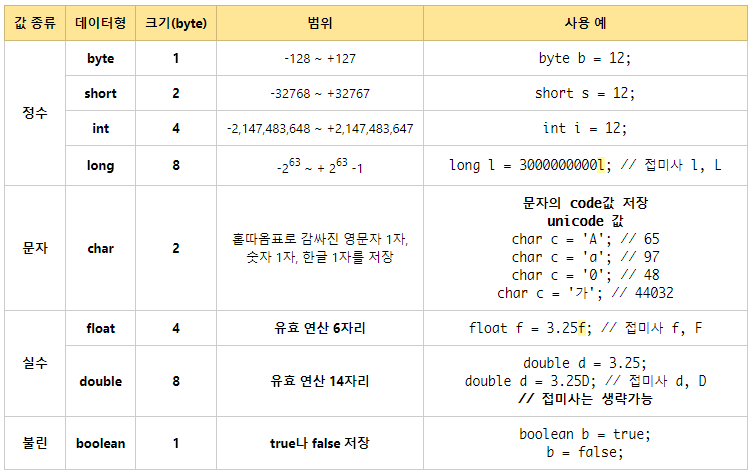 값 종류 데이터형 크기(byte) 범위 사용 예
정수
byte 1 -128 ~ +127 byte b = 12;
short 2 -32768 ~ +32767 short s = 12;
int 4 -2,147,483,648 ~ +2,147,483,647 int i = 12;
long 8 -2^63 ~ + 2^63 -1 long l = 3000000000l; // 접미사 l, L
문자 char 2
홑따옴표로 감싸진 영문자 1자,
숫자 1자, 한글 1자를 저장
문자의 code값 저장
unicode 값
char c = 'A'; // 65
char c = 'a'; // 97
char c = '0'; // 48
char c = '가'; // 44032
실수
float 4 유효 연산 6자리 float f = 3.25f; // 접미사 f, F
double 8 유효 연산 14자리
double d = 3.25;
double d = 3.25D; // 접미사 d, D
// 접미사는 생략가능
불린 boolean 1 true나 false 저장
boolean b = true;
b = false;